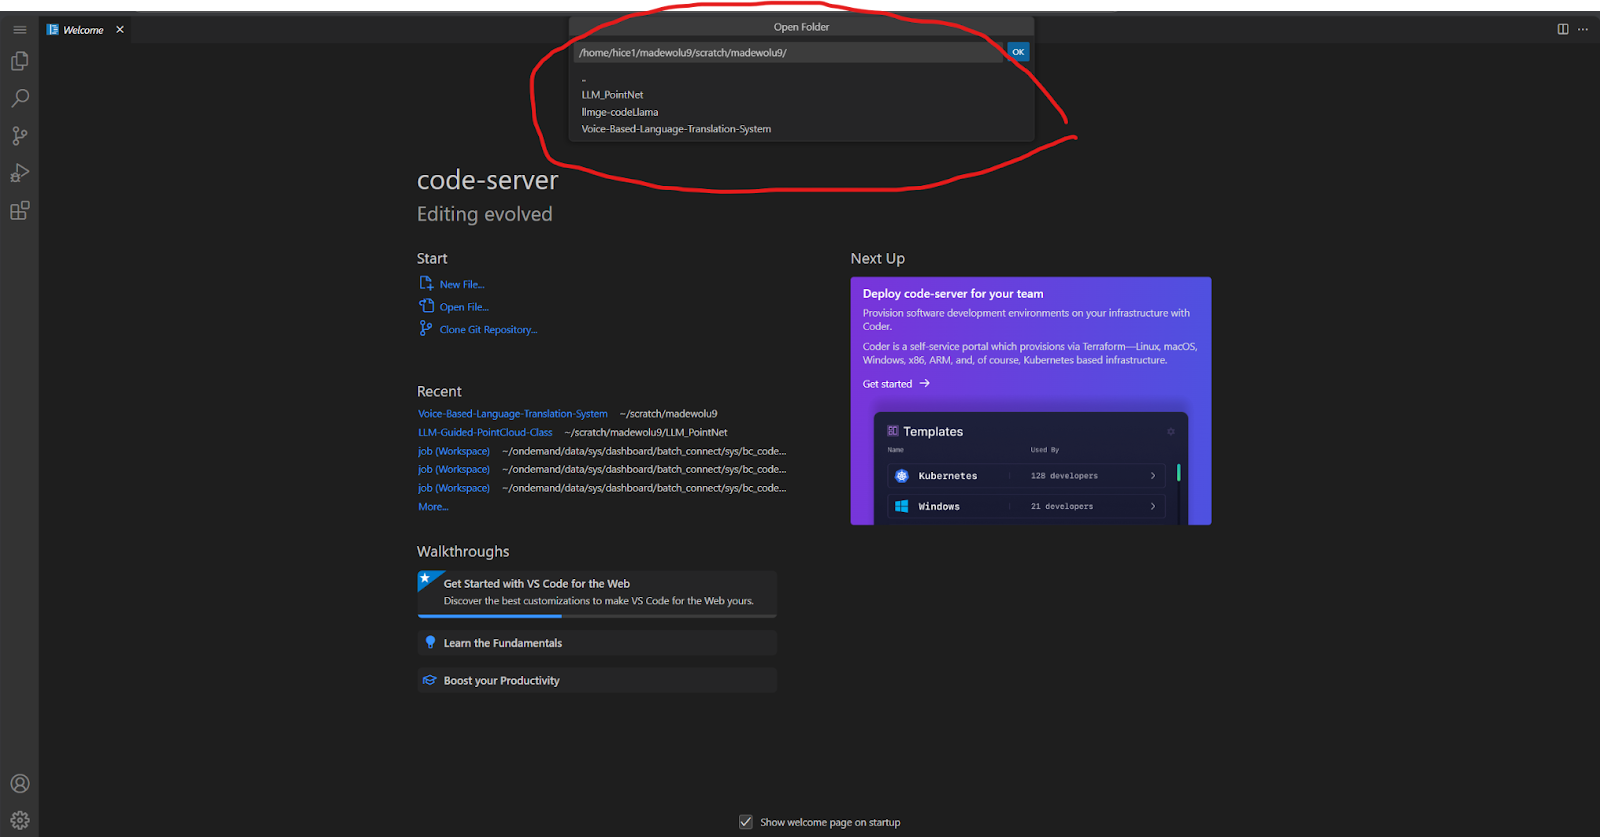 Welcome
Open Folder
/home/hice1/madewolu9/scratch/madewolu9/
OK
..
LLM_PointNet
llmge-codeLlama
Voice-Based-Language-Translation-System
code-server
Editing evolved
Start
New File...
Open File...
Clone Git Repository...
Recent
Voice-Based-Language-Translation-System ~/scratch/madewolu9
LLM-Guided-PointCloud-Class ~/scratch/madewolu9/LLM_PointNet
job (Workspace) ~/ondemand/data/sys/dashboard/batch_connect/sys/bc_code...
job (Workspace) ~/ondemand/data/sys/dashboard/batch_connect/sys/bc_code...
job (Workspace) ~/ondemand/data/sys/dashboard/batch_connect/sys/bc_code...
More...
Walkthroughs
Get Started with VS Code for the Web
Discover the best customizations to make VS Code for the Web yours.
Learn the Fundamentals
Boost your Productivity
Next Up
Deploy code-server for your team
Provision software development environments on your infrastructure with
Coder.
Coder is a self-service portal which provisions via Terraform—Linux, macOS,
Windows, x86, ARM, and, of course, Kubernetes based infrastructure.
Get started →
Templates
Name Used By
Kubernetes 128 developers
Windows 21 developers
Show welcome page on startup